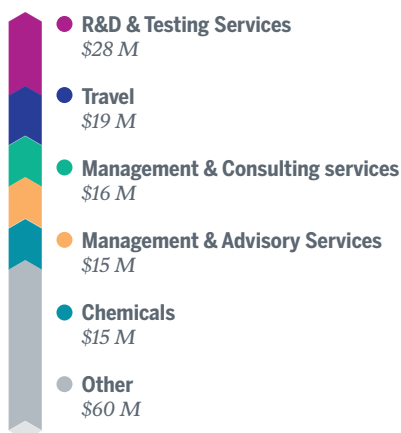 R&D & Testing Services
$28 M
Travel
$19 M
Management & Consulting services
$16 M
Management & Advisory Services
$15 M
Chemicals
$15 M
Other
$60 M